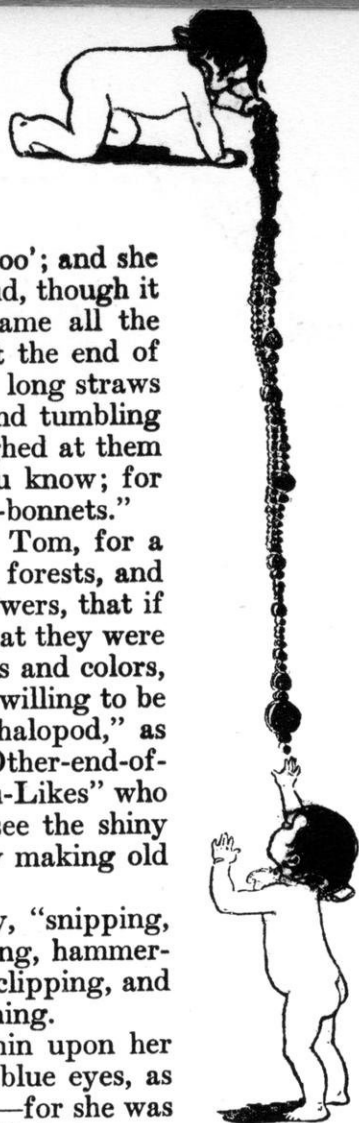 oo'; and she
d, though it
ame all the
t the end of
long straws
nd tumbling
hed at them
u know; for
-bonnets."
Tom, for a
forests, and
wers, that if
at they were
s and colors,
willing to be
halopod," as
Other-end-of-
-Likes" who
see the shiny
making old
y, "snipping,
ng, hammer-
clipping, and
ning.
nin upon her
blue eyes, as
—for she was